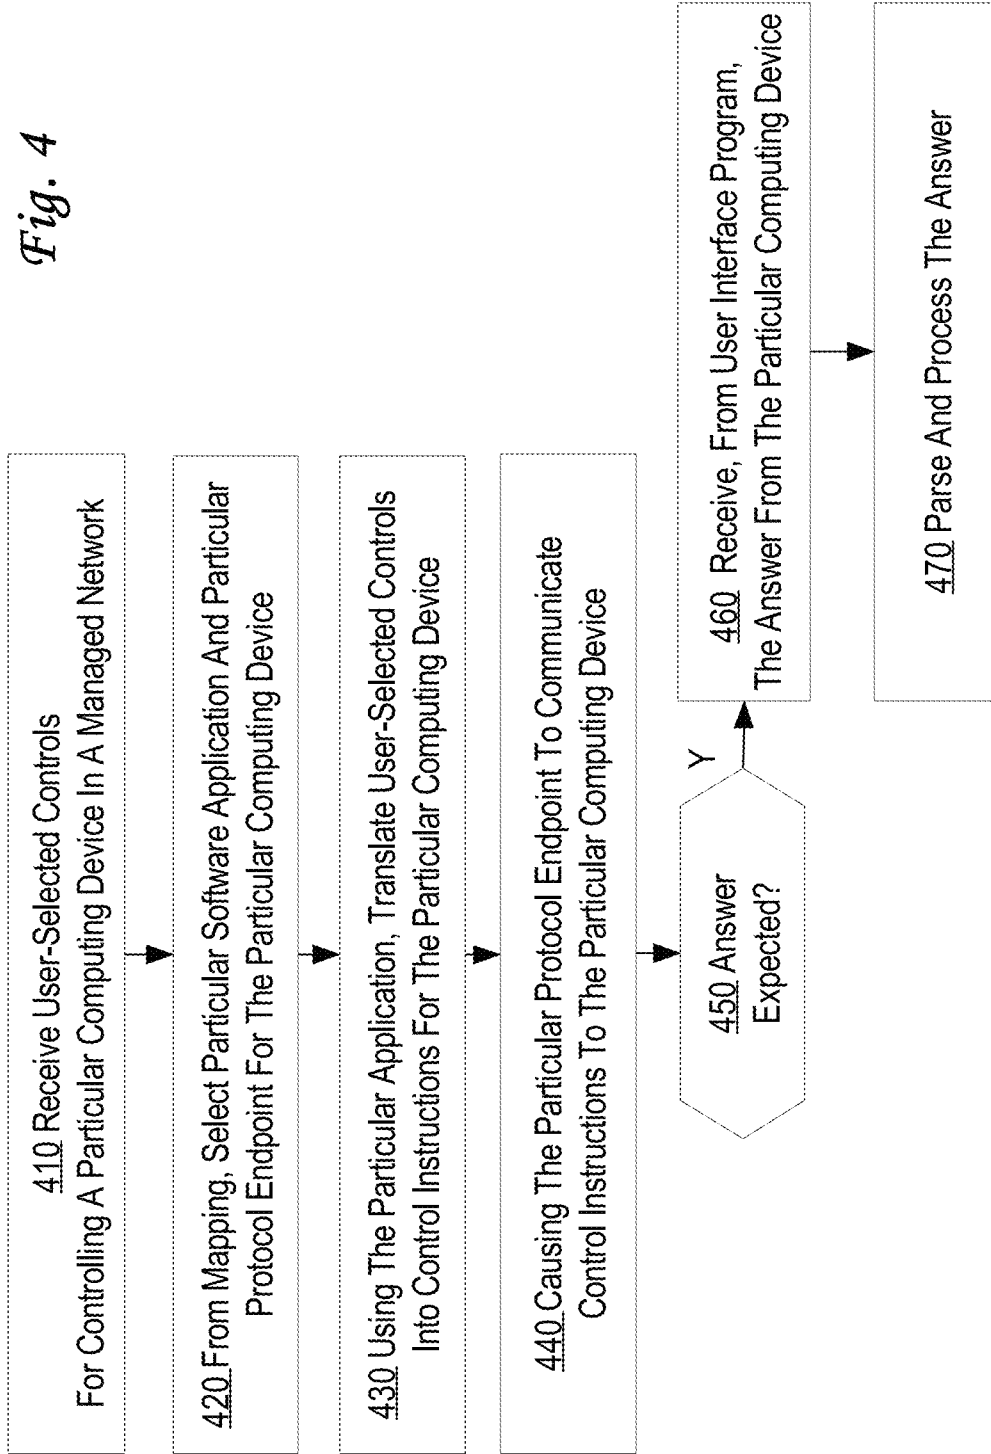 Fig. 4
410 Receive User-Selected Controls
For Controlling A Particular Computing Device In A Managed Network
420 From Mapping, Select Particular Software Application And Particular
Protocol Endpoint For The Particular Computing Device
430 Using The Particular Application, Translate User-Selected Controls
Into Control Instructions For The Particular Computing Device
440 Causing The Particular Protocol Endpoint To Communicate
Control Instructions To The Particular Computing Device
450 Answer
Expected?
Y
460 Receive, From User Interface Program,
The Answer From The Particular Computing Device
470 Parse And Process The Answer